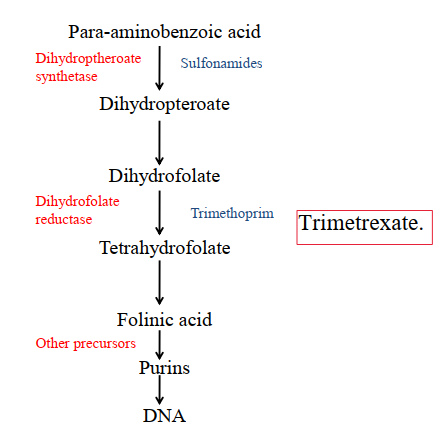 Para-aminobenzoic acid
Dihydroptheroate
synthetase
Sulfonamides
Dihydropteroate
Dihydrofolate
Dihydrofolate
reductase
Trimethoprim
Trimetrexate.
Tetrahydrofolate
Folinic acid
Other precursors
Purins
DNA